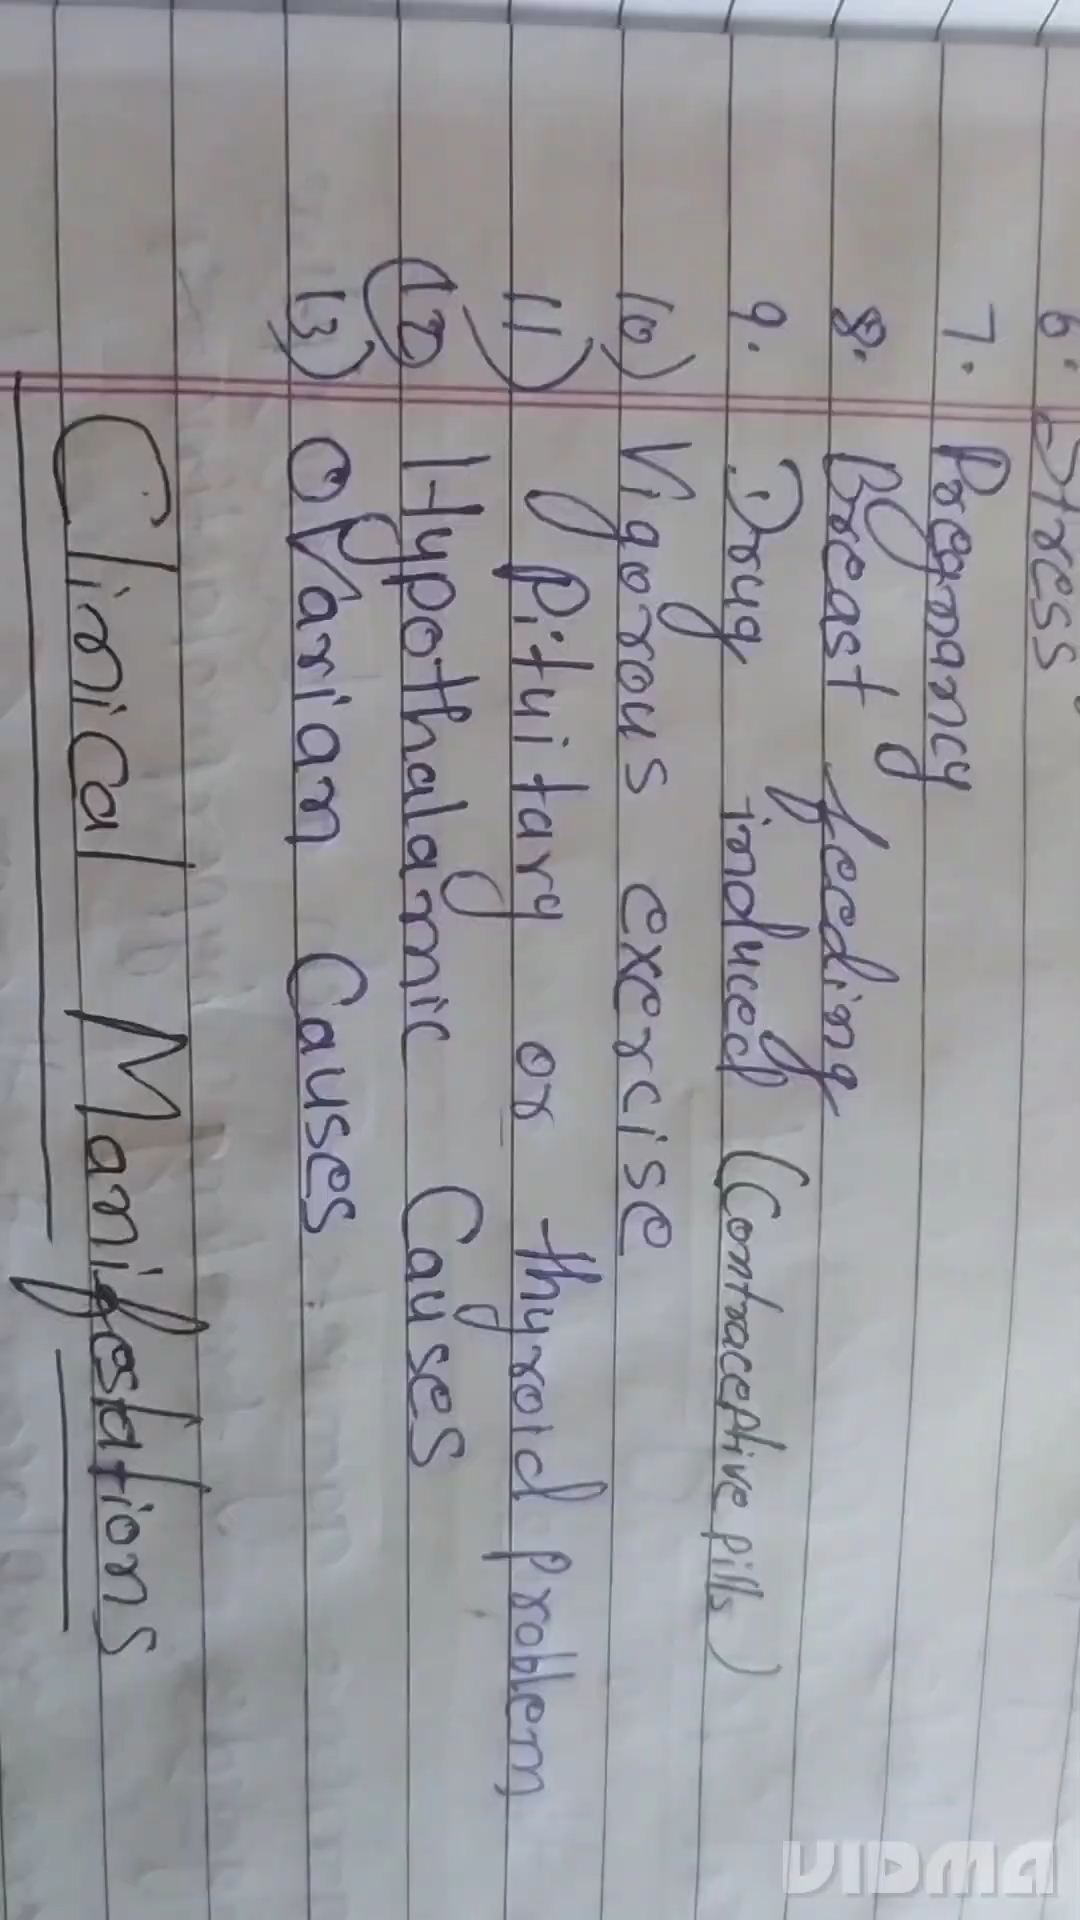 6. Stress
7. Pregnancy
8. Breast feeding
9. Drug induced (Contraceptive pills)
10) Vigorous exercise
11) Pituitary or thyroid problem
12) Hypothalamic Causes
13) Ovarian Causes
Clinical Manifestations
VIDMA